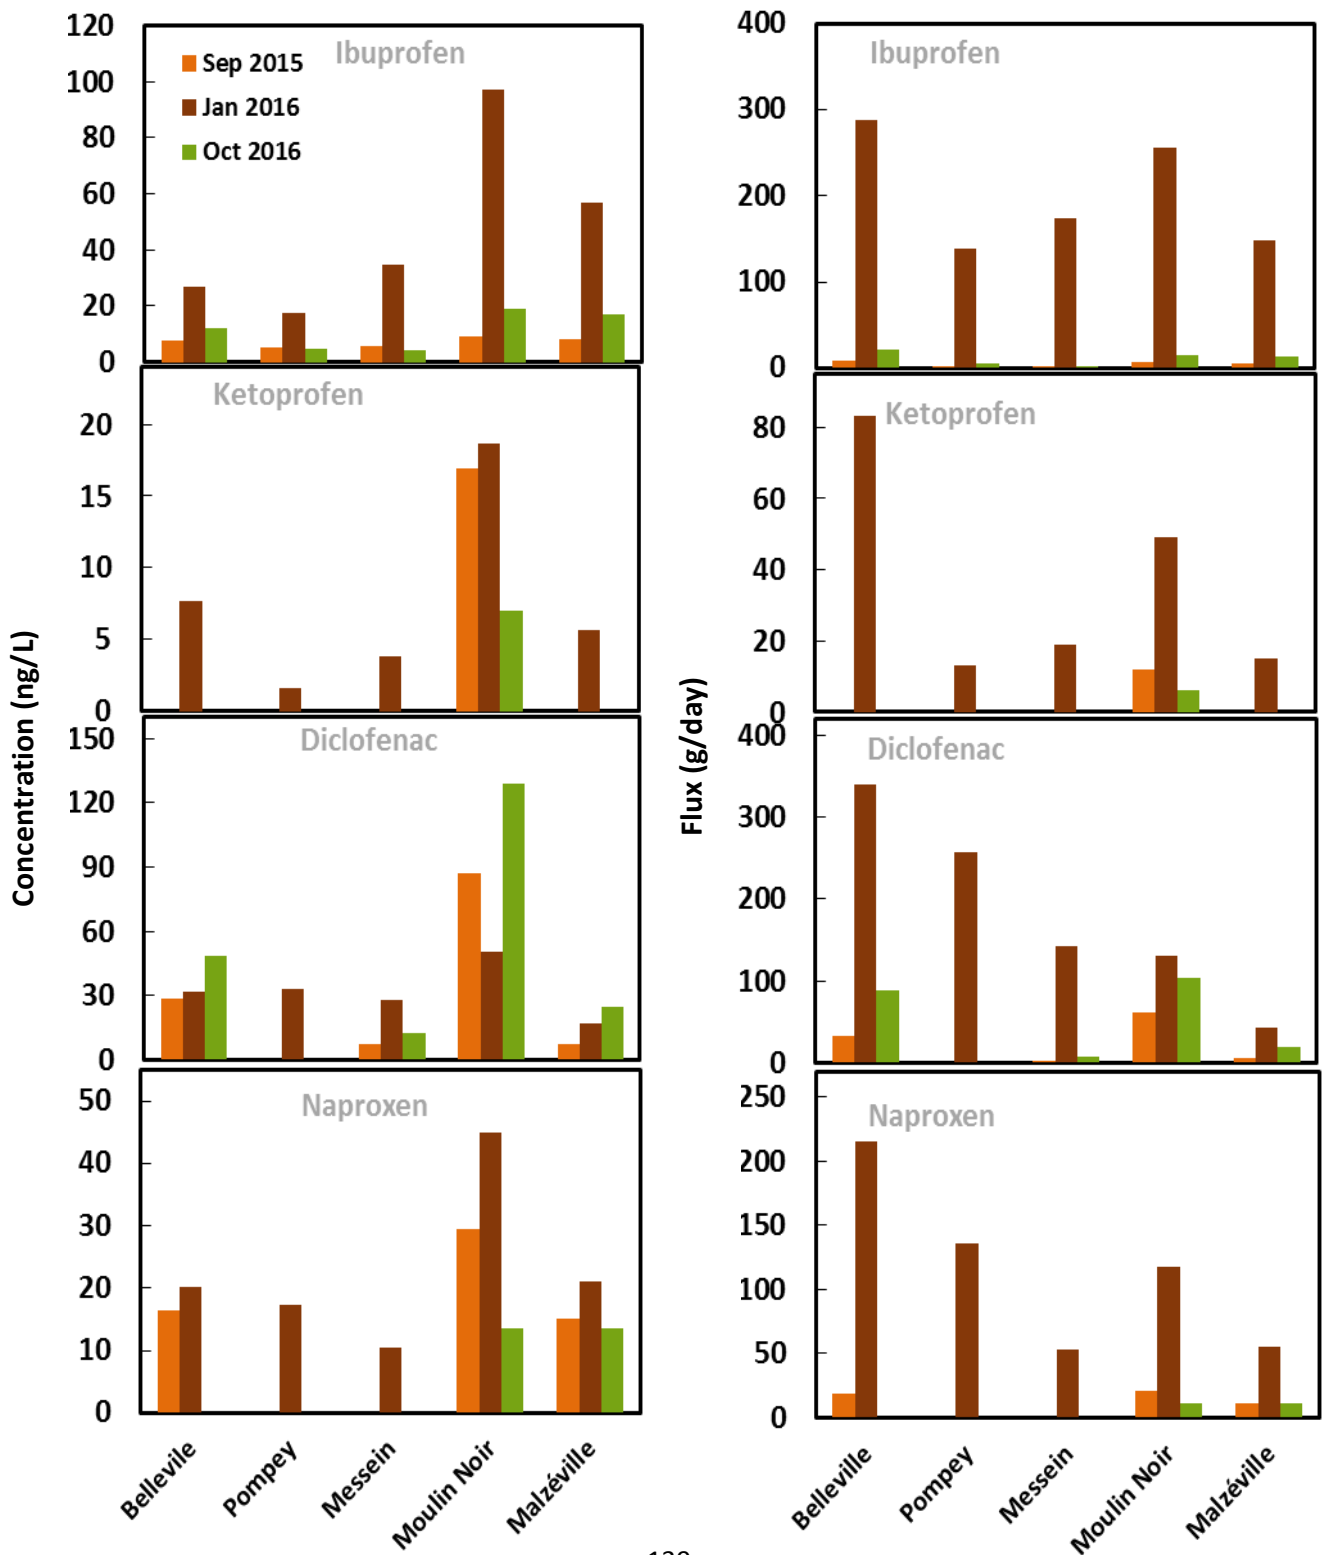 Concentration (ng/L)
120
100
80
60
40
20
0
Ibuprofen
Sep 2015
Jan 2016
Oct 2016
20
15
10
5
0
Ketoprofen
150
120
90
60
30
0
Diclofenac
50
40
30
20
10
0
Naproxen
Bellevile
Pompey
Messein
Moulin Noir
Malzéville
Flux (g/day)
400
300
200
100
0
Ibuprofen
80
60
40
20
0
Ketoprofen
400
300
200
100
0
Diclofenac
250
200
150
100
50
0
Naproxen
Belleville
Pompey
Messein
Moulin Noir
Malzéville